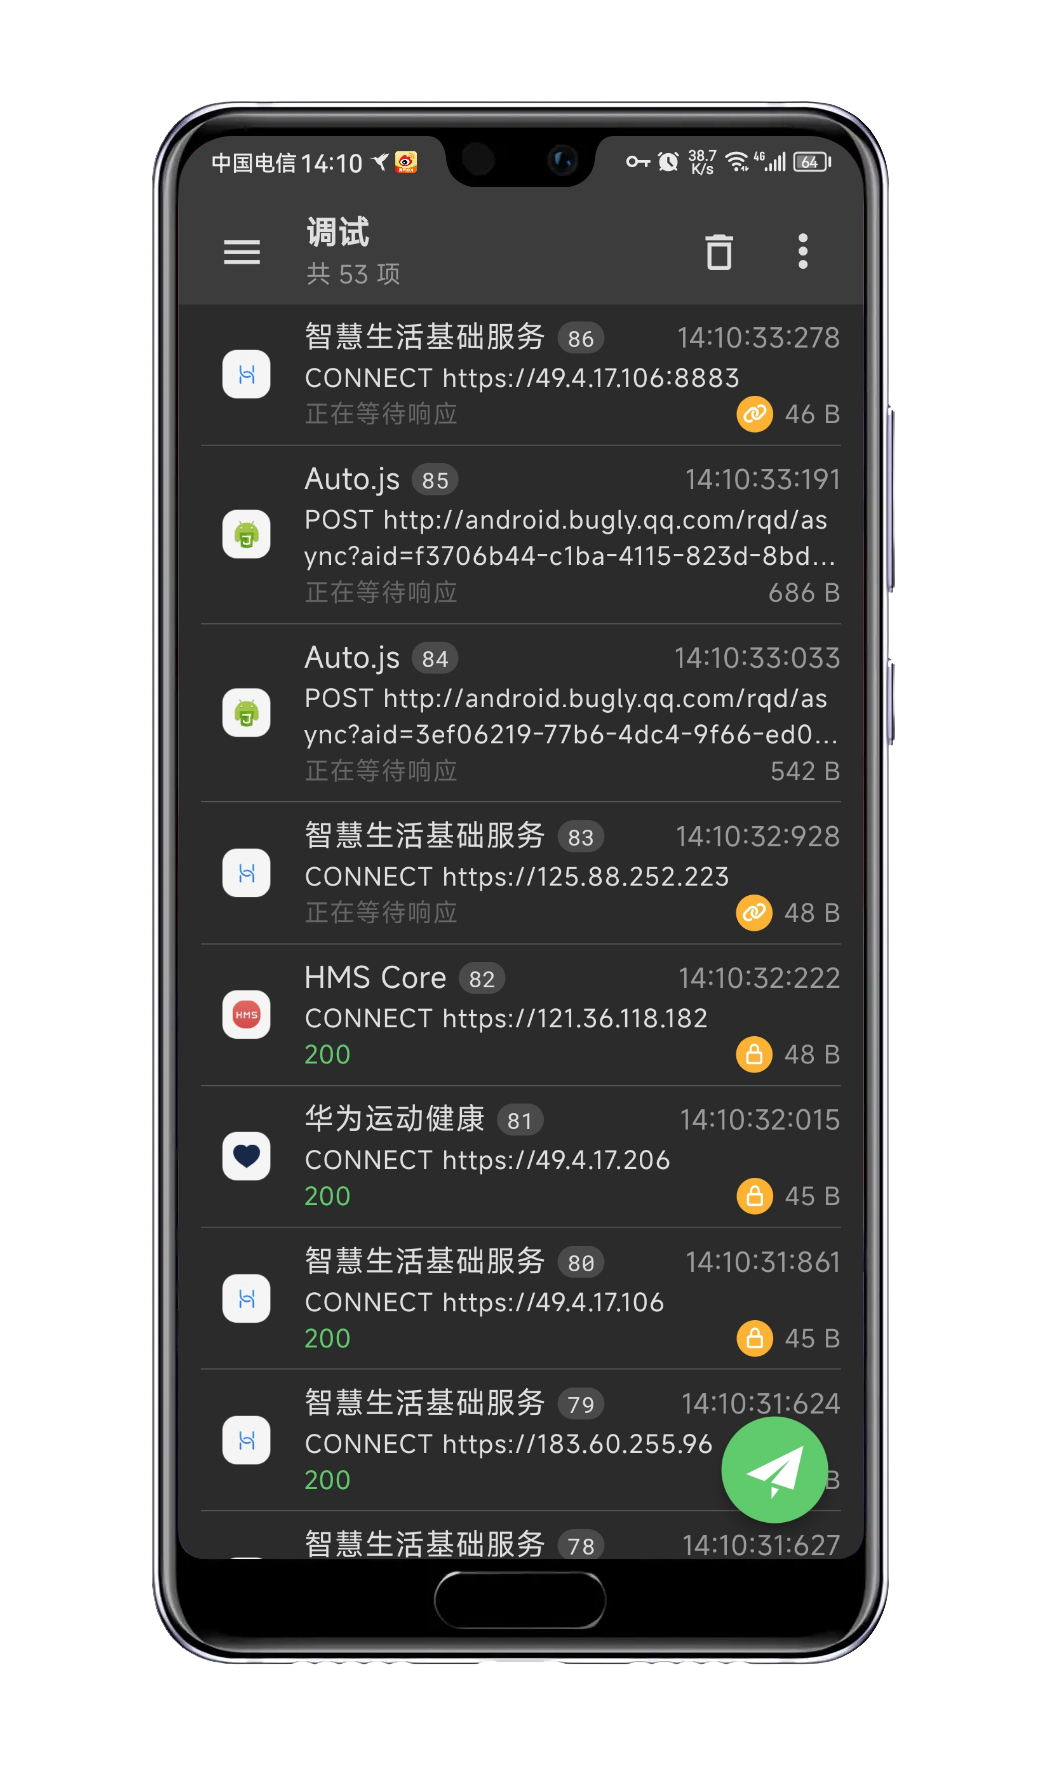 中国电信 14:10 38.7 K/s 4G 64
调试
共 53 项
智慧生活基础服务 86 14:10:33:278
CONNECT https://49.4.17.106:8883
正在等待响应 46 B
Auto.js 85 14:10:33:191
POST http://android.bugly.qq.com/rqd/as
ync?aid=f3706b44-c1ba-4115-823d-8bd...
正在等待响应 686 B
Auto.js 84 14:10:33:033
POST http://android.bugly.qq.com/rqd/as
ync?aid=3ef06219-77b6-4dc4-9f66-ed0...
正在等待响应 542 B
智慧生活基础服务 83 14:10:32:928
CONNECT https://125.88.252.223
正在等待响应 48 B
HMS Core 82 14:10:32:222
CONNECT https://121.36.118.182
HMS
200 48 B
华为运动健康 81 14:10:32:015
CONNECT https://49.4.17.206
200 45 B
智慧生活基础服务 80 14:10:31:861
CONNECT https://49.4.17.106
200 45 B
智慧生活基础服务 79 14:10:31:624
CONNECT https://183.60.255.96
200 B
智慧生活基础服务 78 14:10:31:627